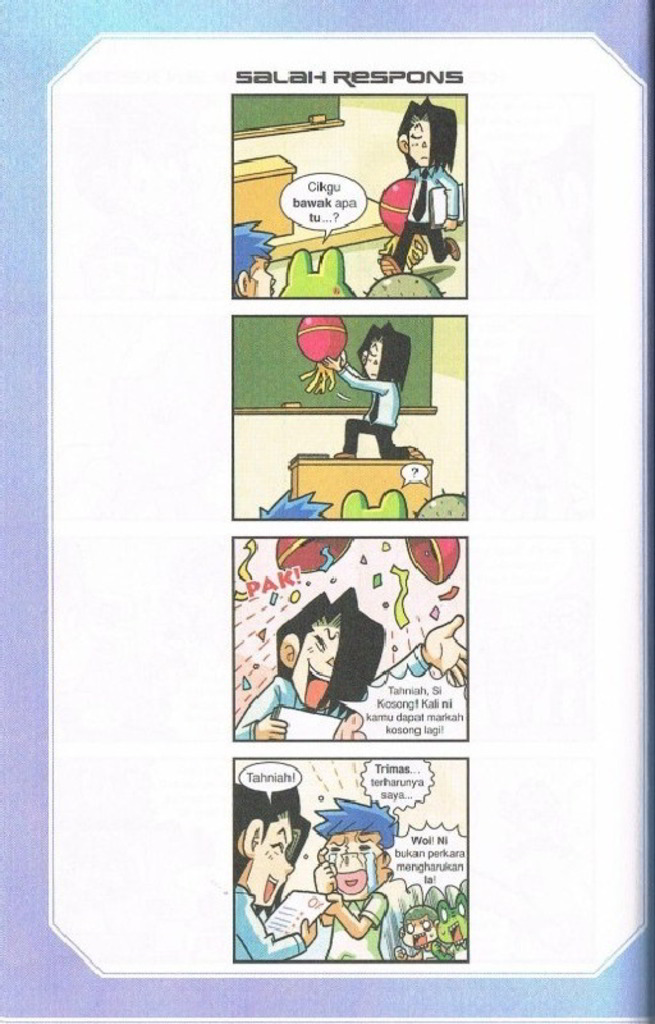 SALAH RESPONS
Cikgu
bawak apa
tu...?
?
PAK!
Tahniah, Si
Kosong! Kali ni
kamu dapat markah
kosong lagi!
Tahniah!
Trimas...
terharunya
saya...
Woi! Ni
bukan perkara
mengharukan
la!